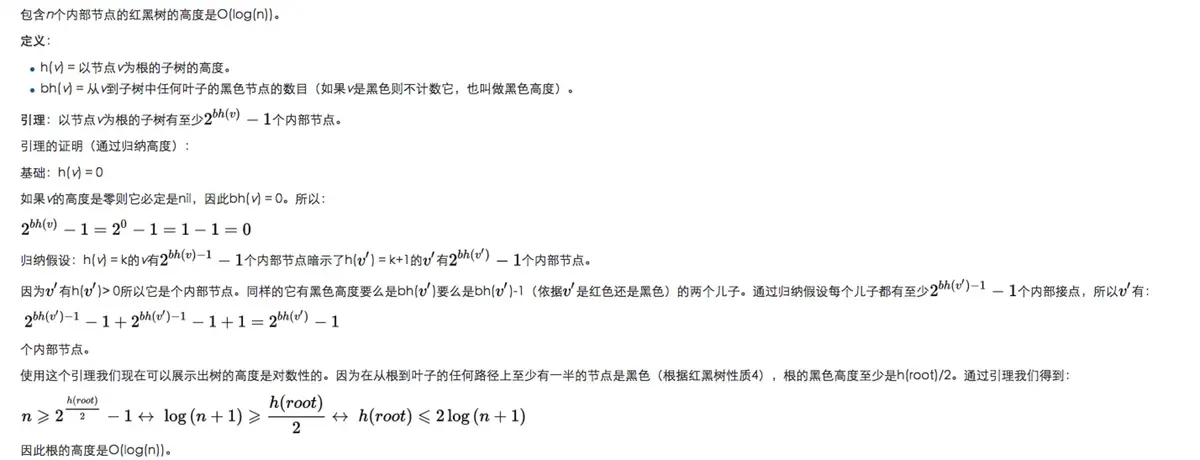 包含n个内部节点的红黑树的高度是O(log(n))。
定义：
• h(v) = 以节点v为根的子树的高度。
• bh(v) = 从v到子树中任何叶子的黑色节点的数目（如果v是黑色则不计数它，也叫做黑色高度）。
引理：以节点v为根的子树有至少2^{bh(v)} − 1个内部节点。
引理的证明（通过归纳高度）：
基础：h(v) = 0
如果v的高度是零则它必定是nil，因此bh(v) = 0。所以：
2^{bh(v)} − 1 = 2^0 − 1 = 1 − 1 = 0
归纳假设：h(v) = k的v有2^{bh(v)−1} − 1个内部节点暗示了h(v′) = k+1的v′有2^{bh(v′)} − 1个内部节点。
因为v′有h(v′)> 0所以它是个内部节点。同样的它有黑色高度要么是bh(v′)要么是bh(v′)-1（依据v′是红色还是黑色）的两个儿子。通过归纳假设每个儿子都有至少2^{bh(v′)−1} − 1个内部接点，所以v′有：
2^{bh(v′)−1} − 1 + 2^{bh(v′)−1} − 1 + 1 = 2^{bh(v′)} − 1
个内部节点。
使用这个引理我们现在可以展示出树的高度是对数性的。因为在从根到叶子的任何路径上至少有一半的节点是黑色（根据红黑树性质4），根的黑色高度至少是h(root)/2。通过引理我们得到：
n ⩾ 2^{h(root)/2} − 1 ↔ log (n + 1) ⩾ h(root)/2 ↔ h(root) ⩽ 2 log (n + 1)
因此根的高度是O(log(n))。